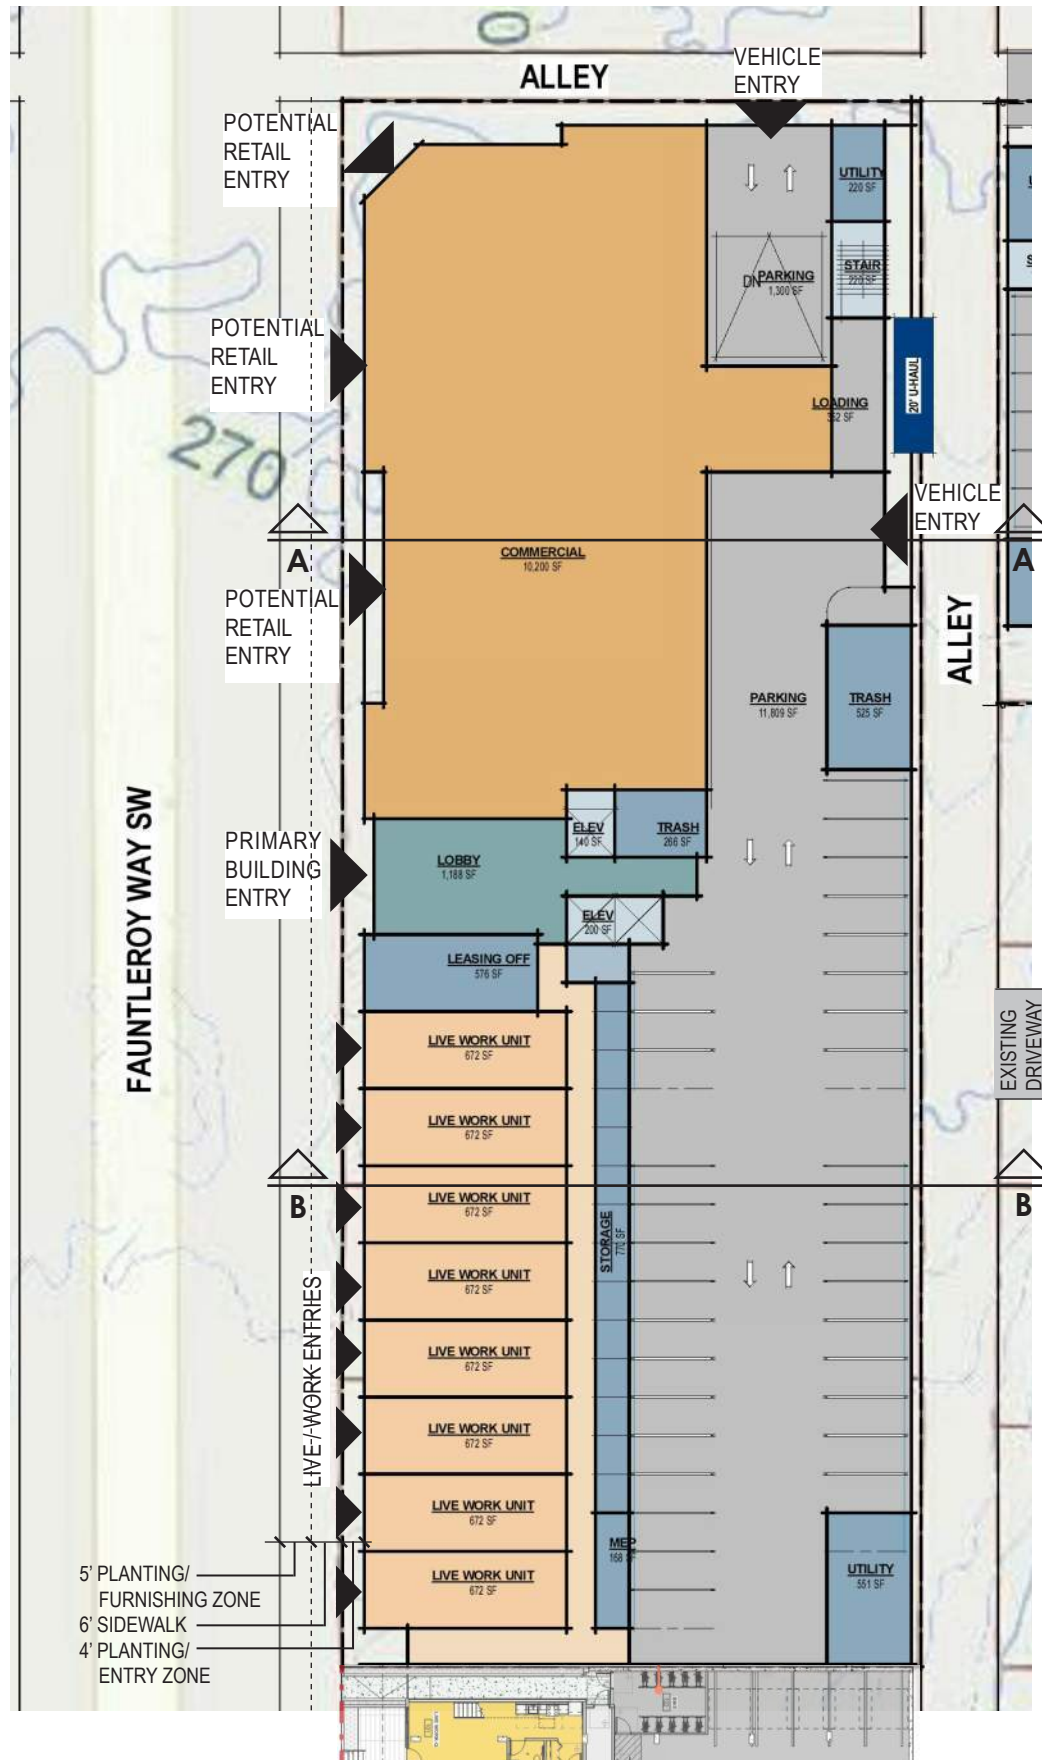 ALLEY
VEHICLE
ENTRY
POTENTIAL
RETAIL
ENTRY
UTILITY
220 SF
STAIR
220 SF
DN
PARKING
1,300 SF
POTENTIAL
RETAIL
ENTRY
LOADING
20' U-HAUL
270
VEHICLE
ENTRY
A
A
COMMERCIAL
10,200 SF
POTENTIAL
RETAIL
ENTRY
ALLEY
PARKING
11,809 SF
TRASH
525 SF
FAUNTLEROY WAY SW
PRIMARY
BUILDING
ENTRY
ELEV
140 SF
TRASH
266 SF
LOBBY
1,188 SF
ELEV
200 SF
LEASING OFF
576 SF
EXISTING
DRIVEWAY
LIVE WORK UNIT
672 SF
LIVE WORK UNIT
672 SF
B
B
LIVE WORK UNIT
672 SF
STORAGE
770 SF
LIVE WORK UNIT
672 SF
LIVE/WORK ENTRIES
LIVE WORK UNIT
672 SF
LIVE WORK UNIT
672 SF
LIVE WORK UNIT
672 SF
MEP
168 SF
LIVE WORK UNIT
672 SF
UTILITY
551 SF
5' PLANTING/
FURNISHING ZONE
6' SIDEWALK
4' PLANTING/
ENTRY ZONE